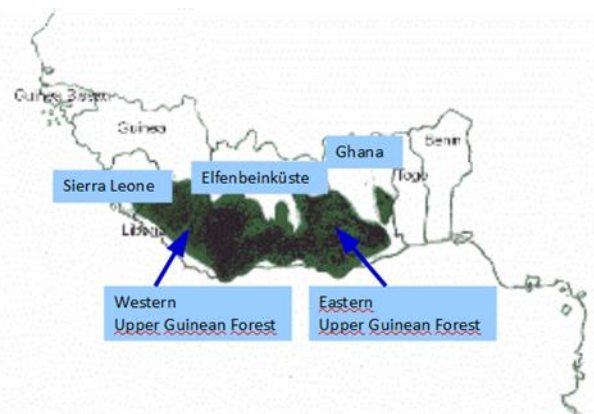 Guinea Bissau
Guinea
Ghana
Benin
Elfenbeinküste
Togo
Sierra Leone
Liberia
Western
Upper Guinean Forest
Eastern
Upper Guinean Forest